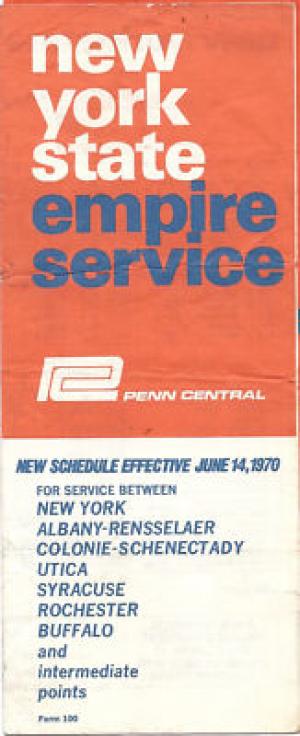 new
york
state
empire
service
PENN CENTRAL
NEW SCHEDULE EFFECTIVE JUNE 14, 1970
FOR SERVICE BETWEEN
NEW YORK
ALBANY-RENSSELAER
COLONIE-SCHENECTADY
UTICA
SYRACUSE
ROCHESTER
BUFFALO
and
intermediate
points
Form 100